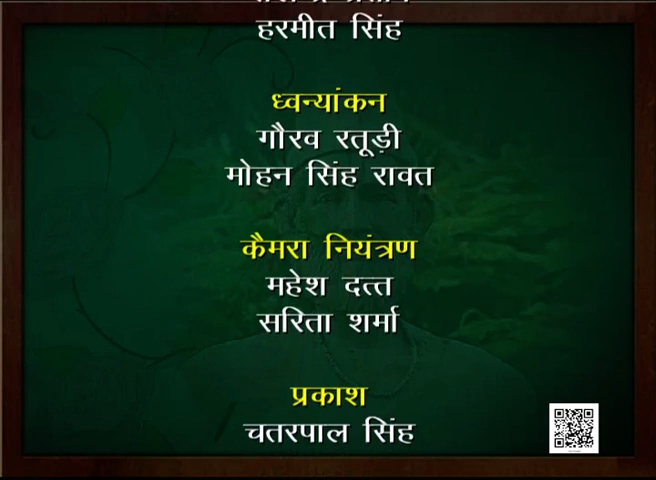 हरमीत सिंह
ध्वन्यांकन
गौरव रतूड़ी
मोहन सिंह रावत
कैमरा नियंत्रण
महेश दत्त
सरिता शर्मा
प्रकाश
चतरपाल सिंह